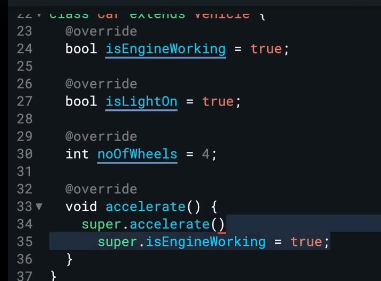 22 class Car extends Vehicle {
23 @override
24 bool isEngineWorking = true;
25
26 @override
27 bool isLightOn = true;
28
29 @override
30 int noOfWheels = 4;
31
32 @override
33 void accelerate() {
34 super.accelerate()
35 super.isEngineWorking = true;
36 }
37 }